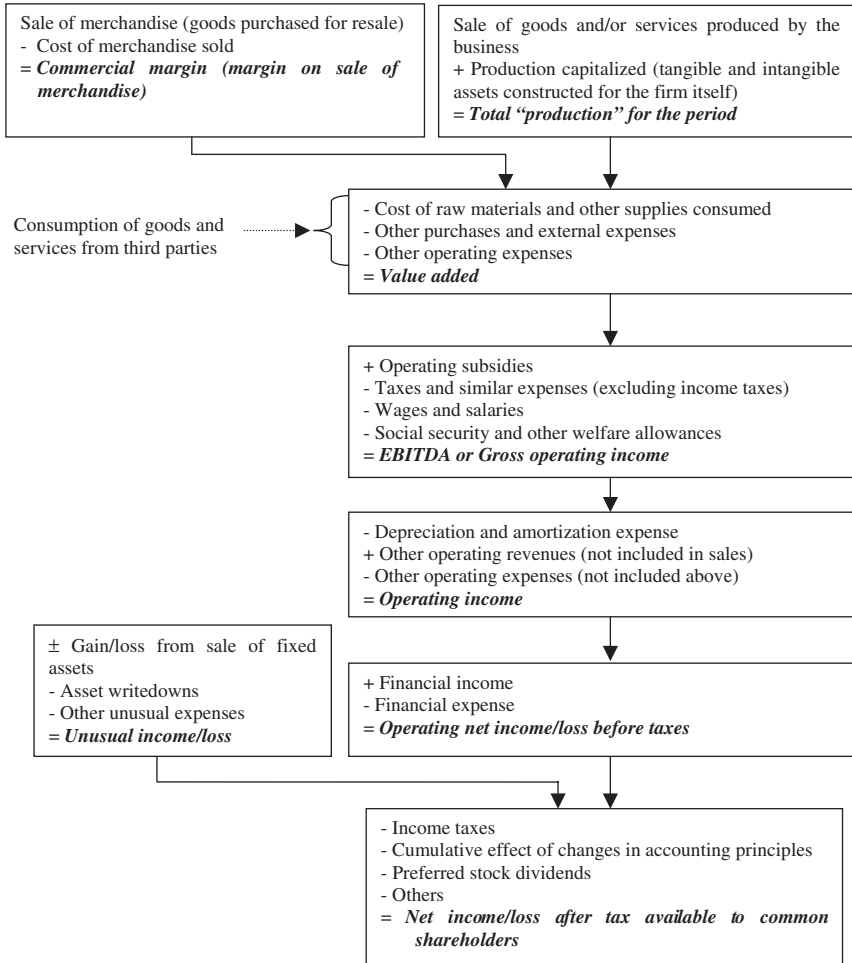 Sale of merchandise (goods purchased for resale)
- Cost of merchandise sold
= Commercial margin (margin on sale of
merchandise)
Sale of goods and/or services produced by the
business
+ Production capitalized (tangible and intangible
assets constructed for the firm itself)
= Total “production” for the period
Consumption of goods and
services from third parties
- Cost of raw materials and other supplies consumed
- Other purchases and external expenses
- Other operating expenses
= Value added
+ Operating subsidies
- Taxes and similar expenses (excluding income taxes)
- Wages and salaries
- Social security and other welfare allowances
= EBITDA or Gross operating income
- Depreciation and amortization expense
+ Other operating revenues (not included in sales)
- Other operating expenses (not included above)
= Operating income
± Gain/loss from sale of fixed
assets
- Asset writedowns
- Other unusual expenses
= Unusual income/loss
+ Financial income
- Financial expense
= Operating net income/loss before taxes
- Income taxes
- Cumulative effect of changes in accounting principles
- Preferred stock dividends
- Others
= Net income/loss after tax available to common
shareholders